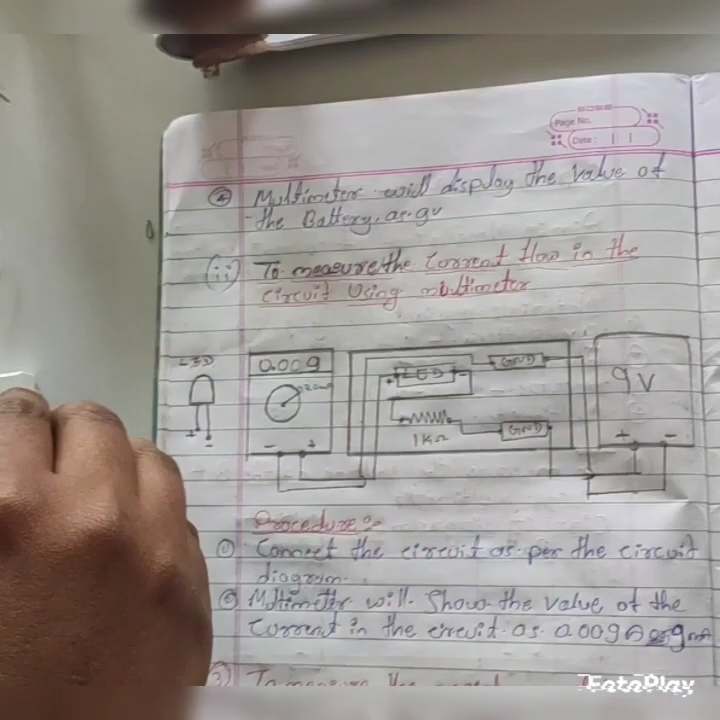 Page No.
Date:
④ Multimeter will display the value of
the Battery. as. 9v
(ii) To measure the Current flow in the
circuit Using multimeter
LED
0.009
LED
GND
GND
9V
1KΩ
+ -
- +
+ -
Procedure:
① Connect the circuit as per the circuit
diagram.
② Multimeter will show the value of the
Current in the circuit as 0.009A or 9mA
FataPlay